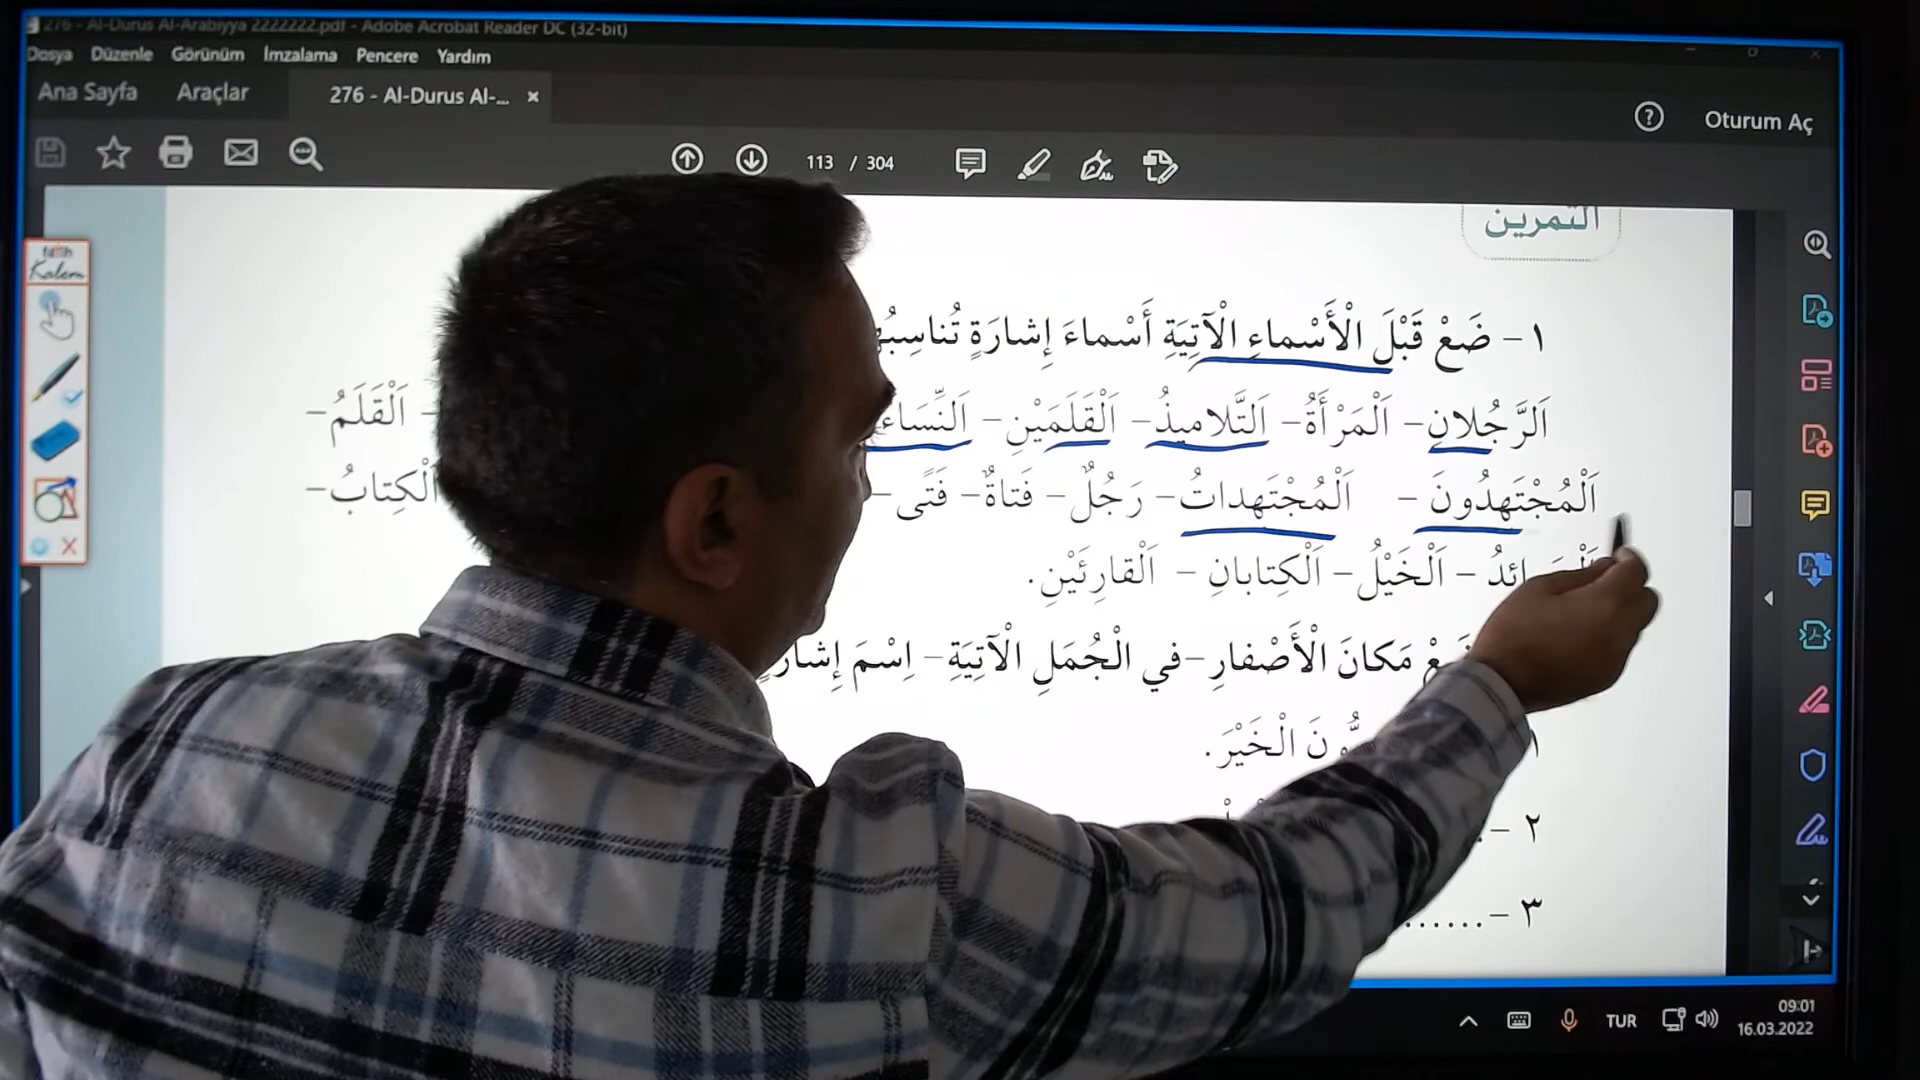 276 - Al-Durus Al-Arabiyya 2222222.pdf - Adobe Acrobat Reader DC (32-bit)
Dosya Düzenle Görünüm İmzalama Pencere Yardım
Ana Sayfa Araçlar 276 - Al-Durus Al-... × Oturum Aç
113 / 304
fatih
Kalem
التمرين
١ – ضَعْ قَبْلَ الْأَسْماءِ الْآتِيَةِ أَسْماءَ إِشارَةٍ
اَلرَّجُلانِ – اَلْمَرْأَةُ – اَلتَّلاميذُ – اَلْقَلَمَيْنِ – اَلنِّسَاء – اَلْقَلَمُ –
اَلْمُجْتَهِدُونَ – اَلْمُجْتَهِداتُ – رَجُلٌ – فَتاةٌ – فَتًى – اَلْكِتابُ –
– اَلْخَيْلُ – اَلْكِتابانِ – اَلْقارِئَيْنِ .
مَكانَ الْأَصْفارِ – في الْجُمَلِ الْآتِيَةِ – اِسْمَ
الْخَيْرَ .
٢ –
٣ – ......
TUR
09:01
16.03.2022